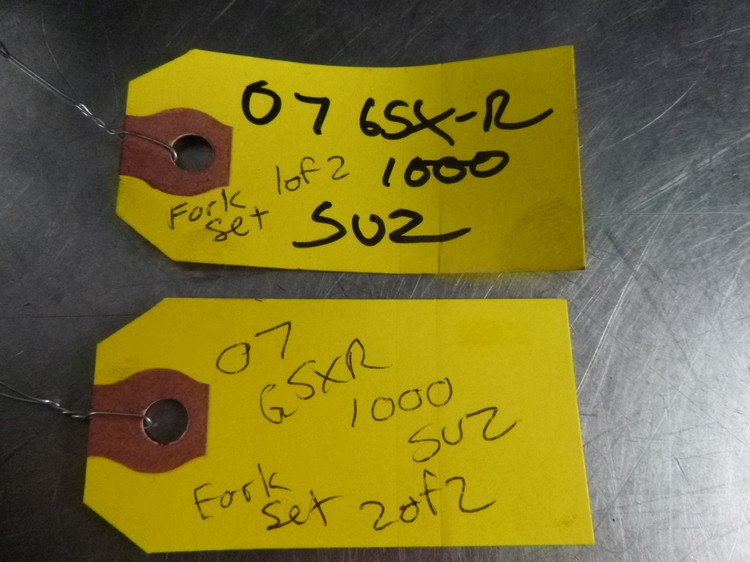 07 GSX-R
1of2 1000
Fork
Set SUZ
07
GSXR
1000
SUZ
Fork
Set 2of2